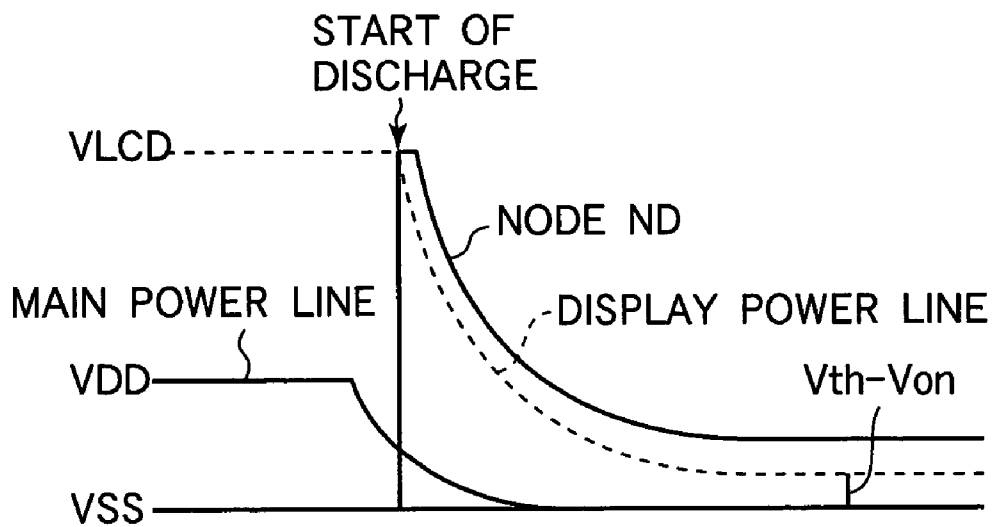 START OF
DISCHARGE
VLCD
NODE ND
MAIN POWER LINE
DISPLAY POWER LINE
VDD
Vth-Von
VSS